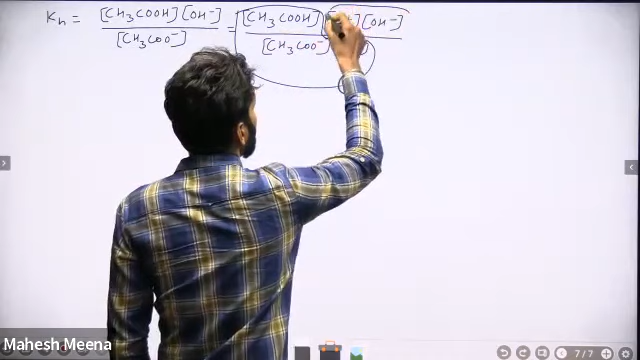 Kh = [CH3COOH][OH-] / [CH3COO-] = [CH3COOH] [OH-] / [CH3COO-]
Mahesh Meena
7/7